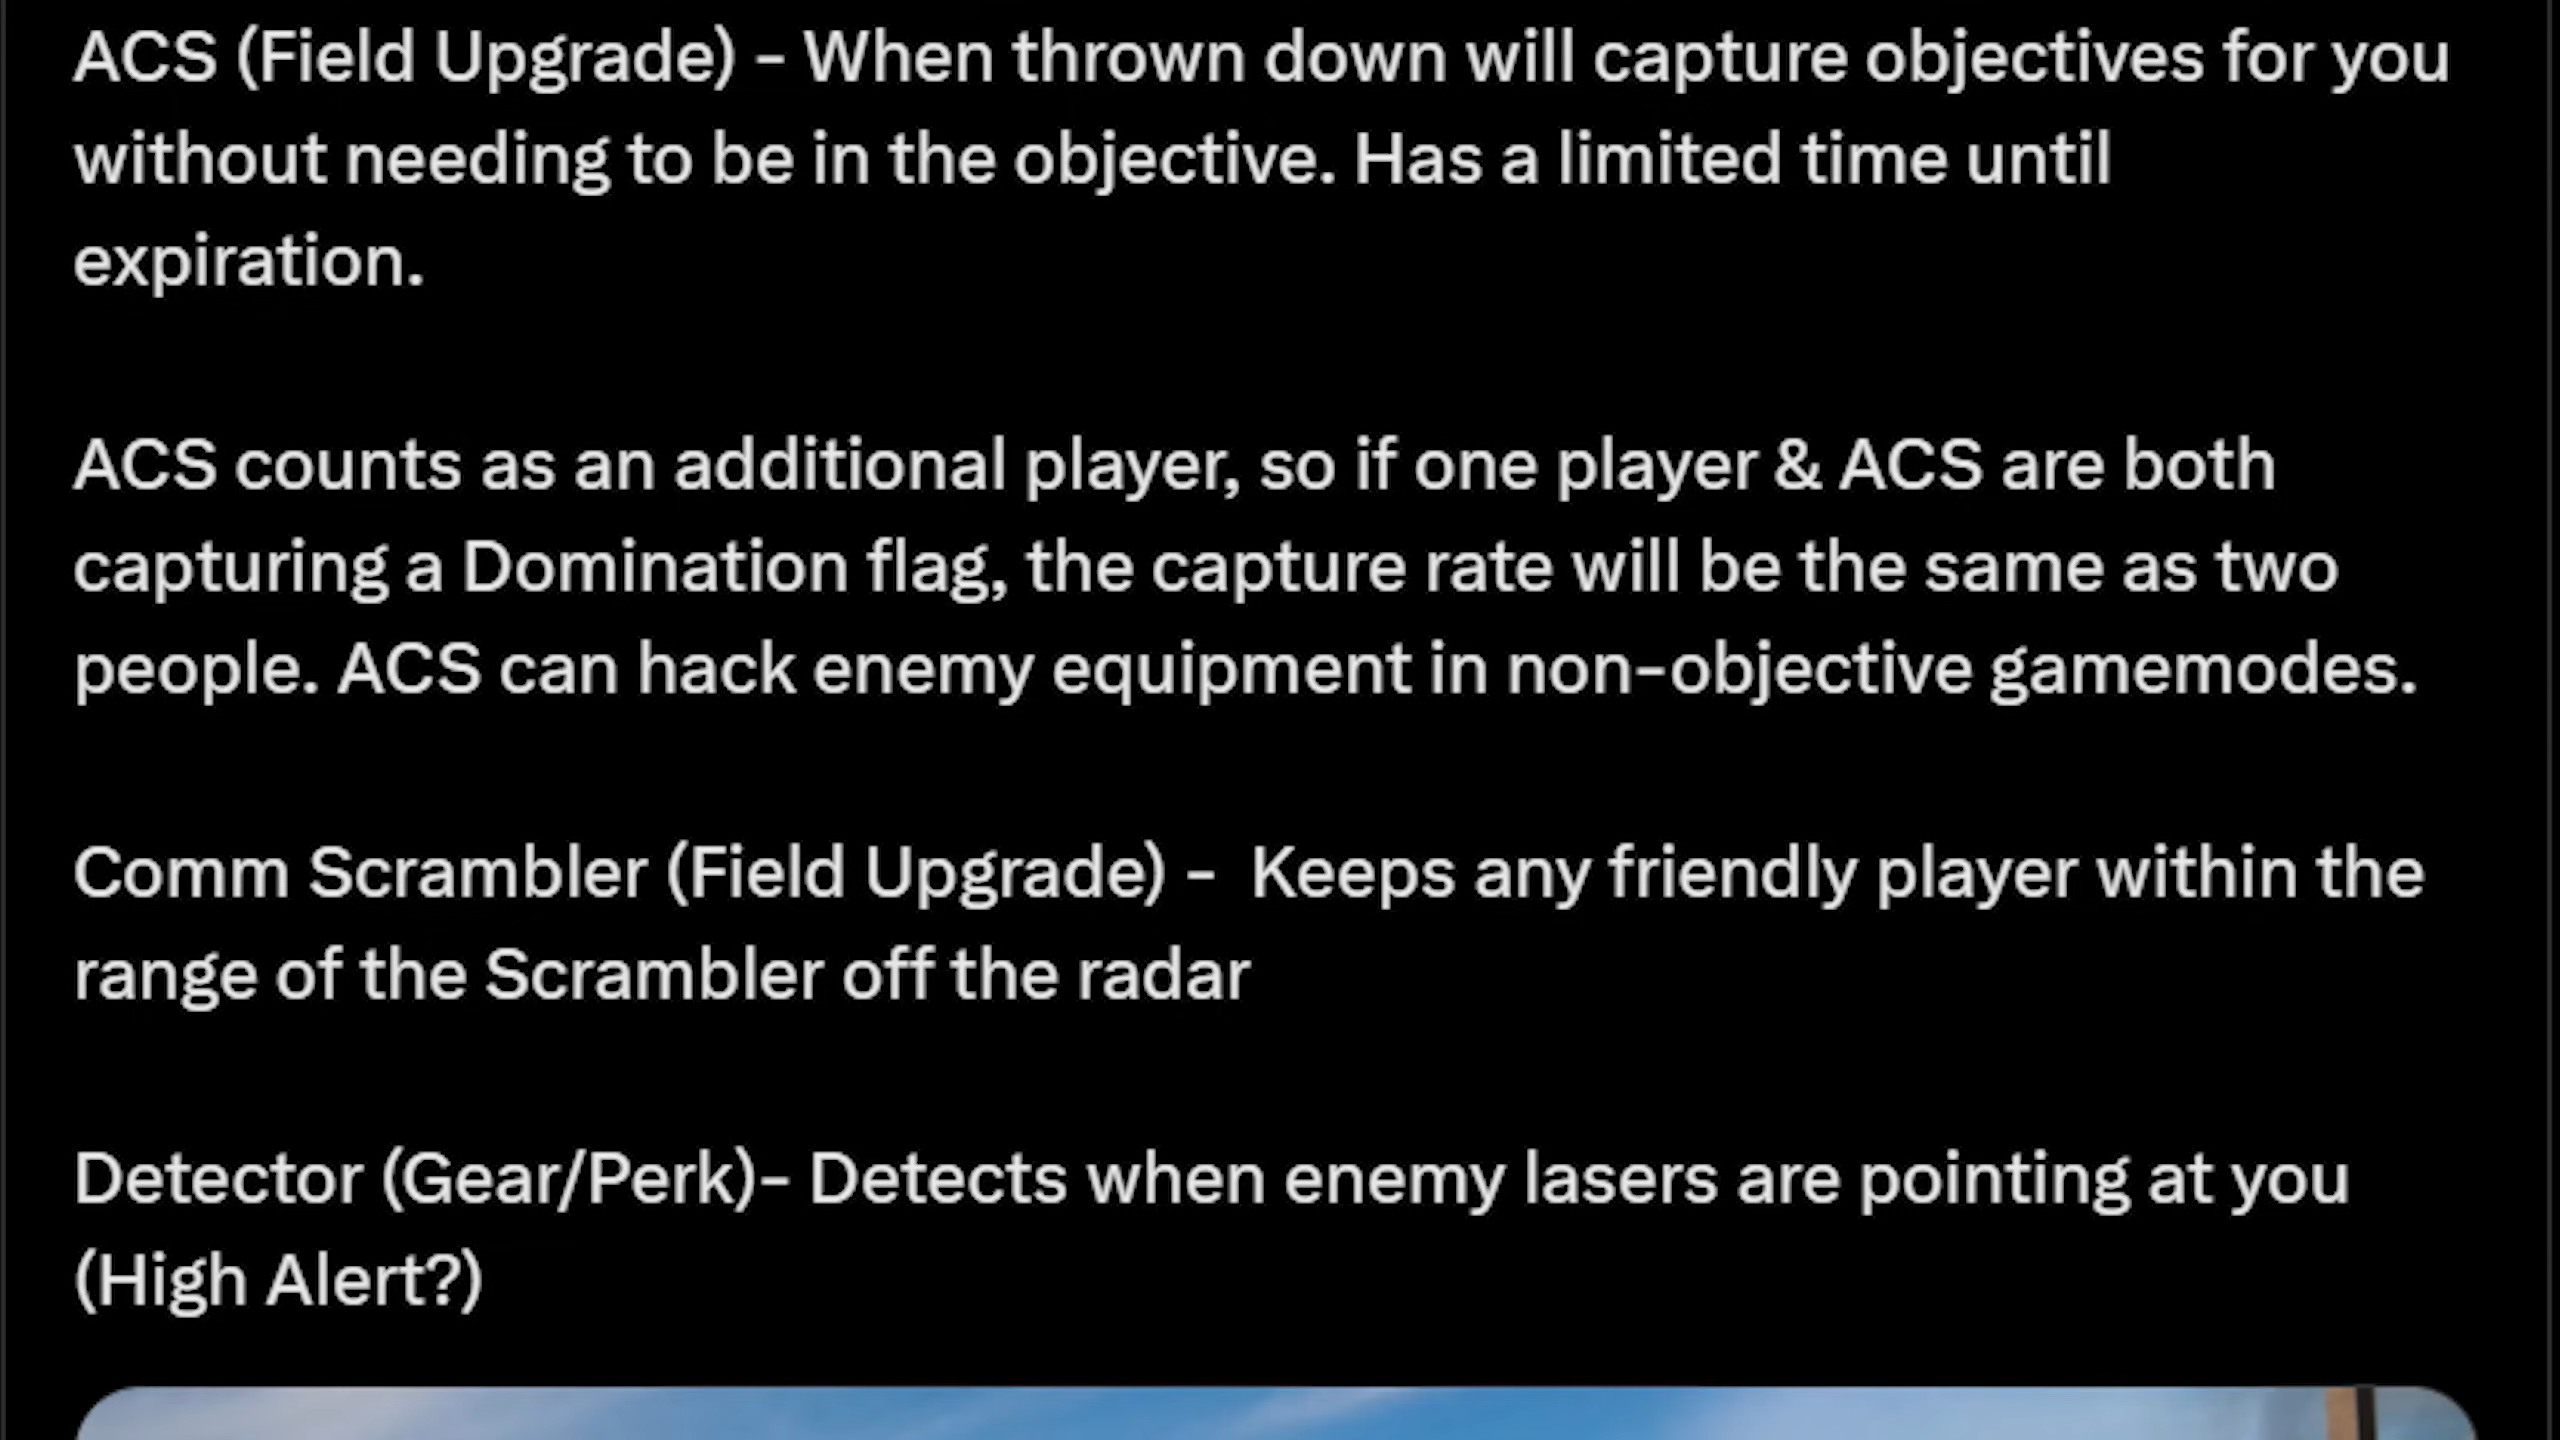 ACS (Field Upgrade) – When thrown down will capture objectives for you
without needing to be in the objective. Has a limited time until
expiration.
ACS counts as an additional player, so if one player & ACS are both
capturing a Domination flag, the capture rate will be the same as two
people. ACS can hack enemy equipment in non-objective gamemodes.
Comm Scrambler (Field Upgrade) –  Keeps any friendly player within the
range of the Scrambler off the radar
Detector (Gear/Perk)– Detects when enemy lasers are pointing at you
(High Alert?)